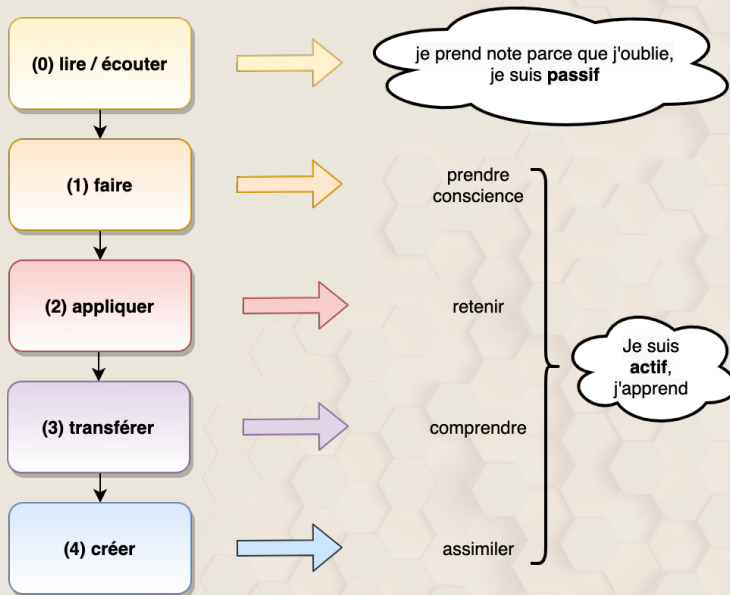 (0) lire / écouter
je prend note parce que j'oublie,
je suis passif
(1) faire
prendre
conscience
(2) appliquer
retenir
Je suis
actif,
j'apprend
(3) transférer
comprendre
(4) créer
assimiler